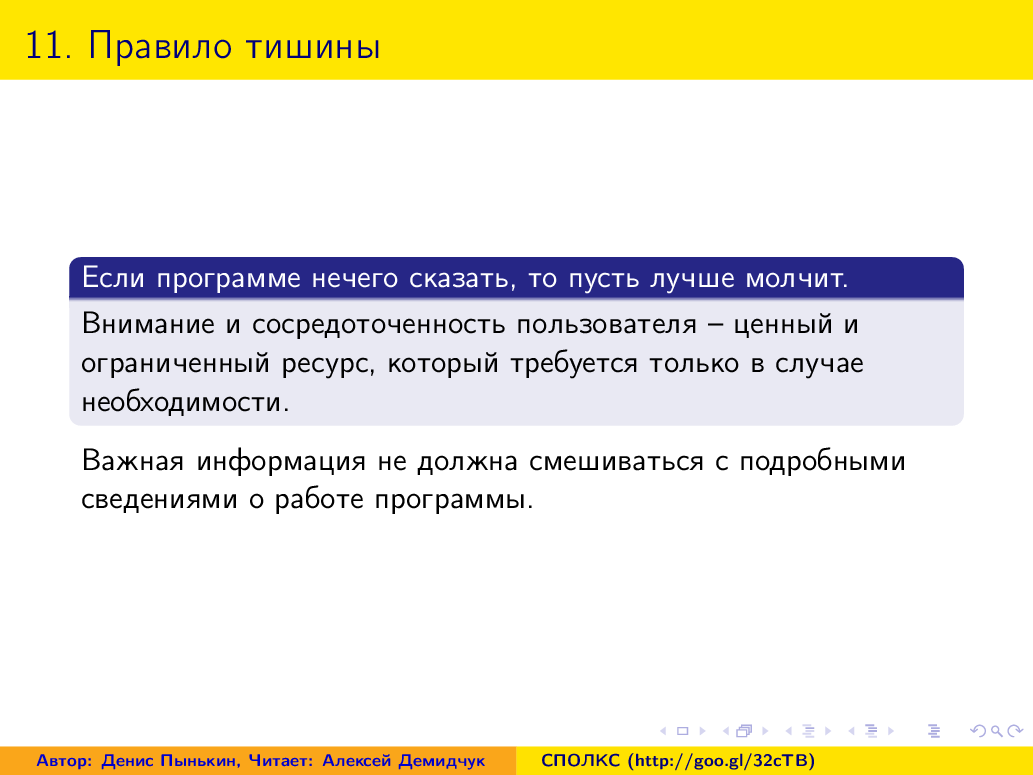 11. Правило тишины
Если программе нечего сказать, то пусть лучше молчит.
Внимание и сосредоточенность пользователя – ценный и
ограниченный ресурс, который требуется только в случае
необходимости.
Важная информация не должна смешиваться с подробными
сведениями о работе программы.
Автор: Денис Пынькин, Читает: Алексей Демидчук
СПОЛКС (http://goo.gl/32cTB)